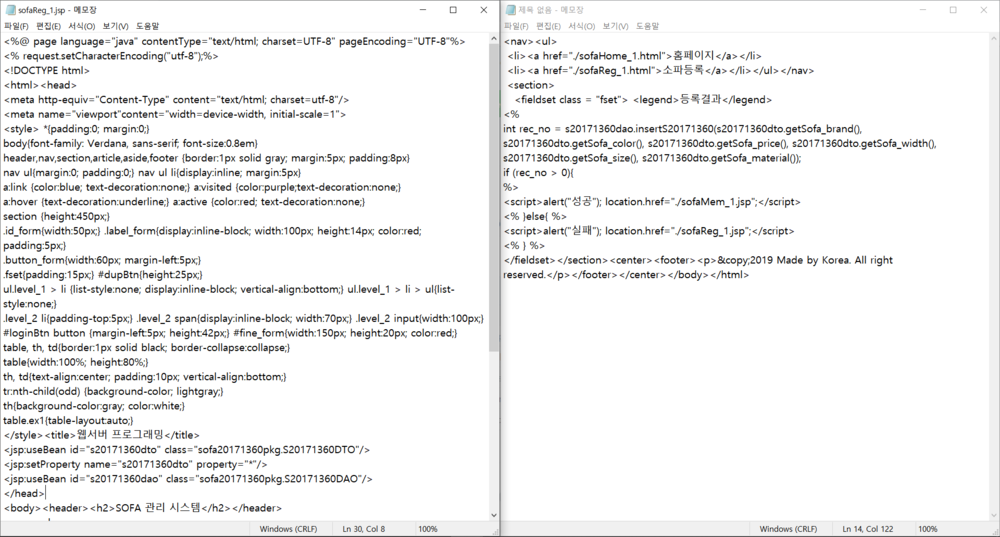 sofaReg_1.jsp - 메모장
파일(F) 편집(E) 서식(O) 보기(V) 도움말
<%@ page language="java" contentType="text/html; charset=UTF-8" pageEncoding="UTF-8"%>
<% request.setCharacterEncoding("utf-8");%>
<!DOCTYPE html>
<html><head>
<meta http-equiv="Content-Type" content="text/html; charset=utf-8"/>
<meta name="viewport"content="width=device-width, initial-scale=1">
<style> *{padding:0; margin:0;}
body{font-family: Verdana, sans-serif; font-size:0.8em}
header,nav,section,article,aside,footer {border:1px solid gray; margin:5px; padding:8px}
nav ul{margin:0; padding:0;} nav ul li{display:inline; margin:5px}
a:link {color:blue; text-decoration:none;} a:visited {color:purple;text-decoration:none;}
a:hover {text-decoration:underline;} a:active {color:red; text-decoration:none;}
section {height:450px;}
.id_form{width:50px;} .label_form{display:inline-block; width:100px; height:14px; color:red;
padding:5px;}
.button_form{width:60px; margin-left:5px;}
.fset{padding:15px;} #dupBtn{height:25px;}
ul.level_1 > li {list-style:none; display:inline-block; vertical-align:bottom;} ul.level_1 > li > ul{list-
style:none;}
.level_2 li{padding-top:5px;} .level_2 span{display:inline-block; width:70px;} .level_2 input{width:100px;}
#loginBtn button {margin-left:5px; height:42px;} #fine_form{width:150px; height:20px; color:red;}
table, th, td{border:1px solid black; border-collapse:collapse;}
table{width:100%; height:80%;}
th, td{text-align:center; padding:10px; vertical-align:bottom;}
tr:nth-child(odd) {background-color; lightgray;}
th{background-color:gray; color:white;}
table.ex1{table-layout:auto;}
</style><title>웹서버 프로그래밍</title>
<jsp:useBean id="s20171360dto" class="sofa20171360pkg.S20171360DTO"/>
<jsp:setProperty name="s20171360dto" property="*"/>
<jsp:useBean id="s20171360dao" class="sofa20171360pkg.S20171360DAO"/>
</head>
<body><header><h2>SOFA 관리 시스템</h2></header>
Windows (CRLF) Ln 30, Col 8 100%
제목 없음 - 메모장
파일(F) 편집(E) 서식(O) 보기(V) 도움말
<nav><ul>
<li><a href="./sofaHome_1.html">홈페이지</a></li>
<li><a href="./sofaReg_1.html">소파등록</a></li></ul></nav>
<section>
<fieldset class = "fset"> <legend>등록결과</legend>
<%
int rec_no = s20171360dao.insertS20171360(s20171360dto.getSofa_brand(),
s20171360dto.getSofa_color(), s20171360dto.getSofa_price(), s20171360dto.getSofa_width(),
s20171360dto.getSofa_size(), s20171360dto.getSofa_material());
if (rec_no > 0){
%>
<script>alert("성공"); location.href="./sofaMem_1.jsp";</script>
<% }else{ %>
<script>alert("실패"); location.href="./sofaReg_1.jsp";</script>
<% } %>
</fieldset></section><center><footer><p>&copy;2019 Made by Korea. All right
reserved.</p></footer></center></body></html>
Windows (CRLF) Ln 14, Col 122 100%